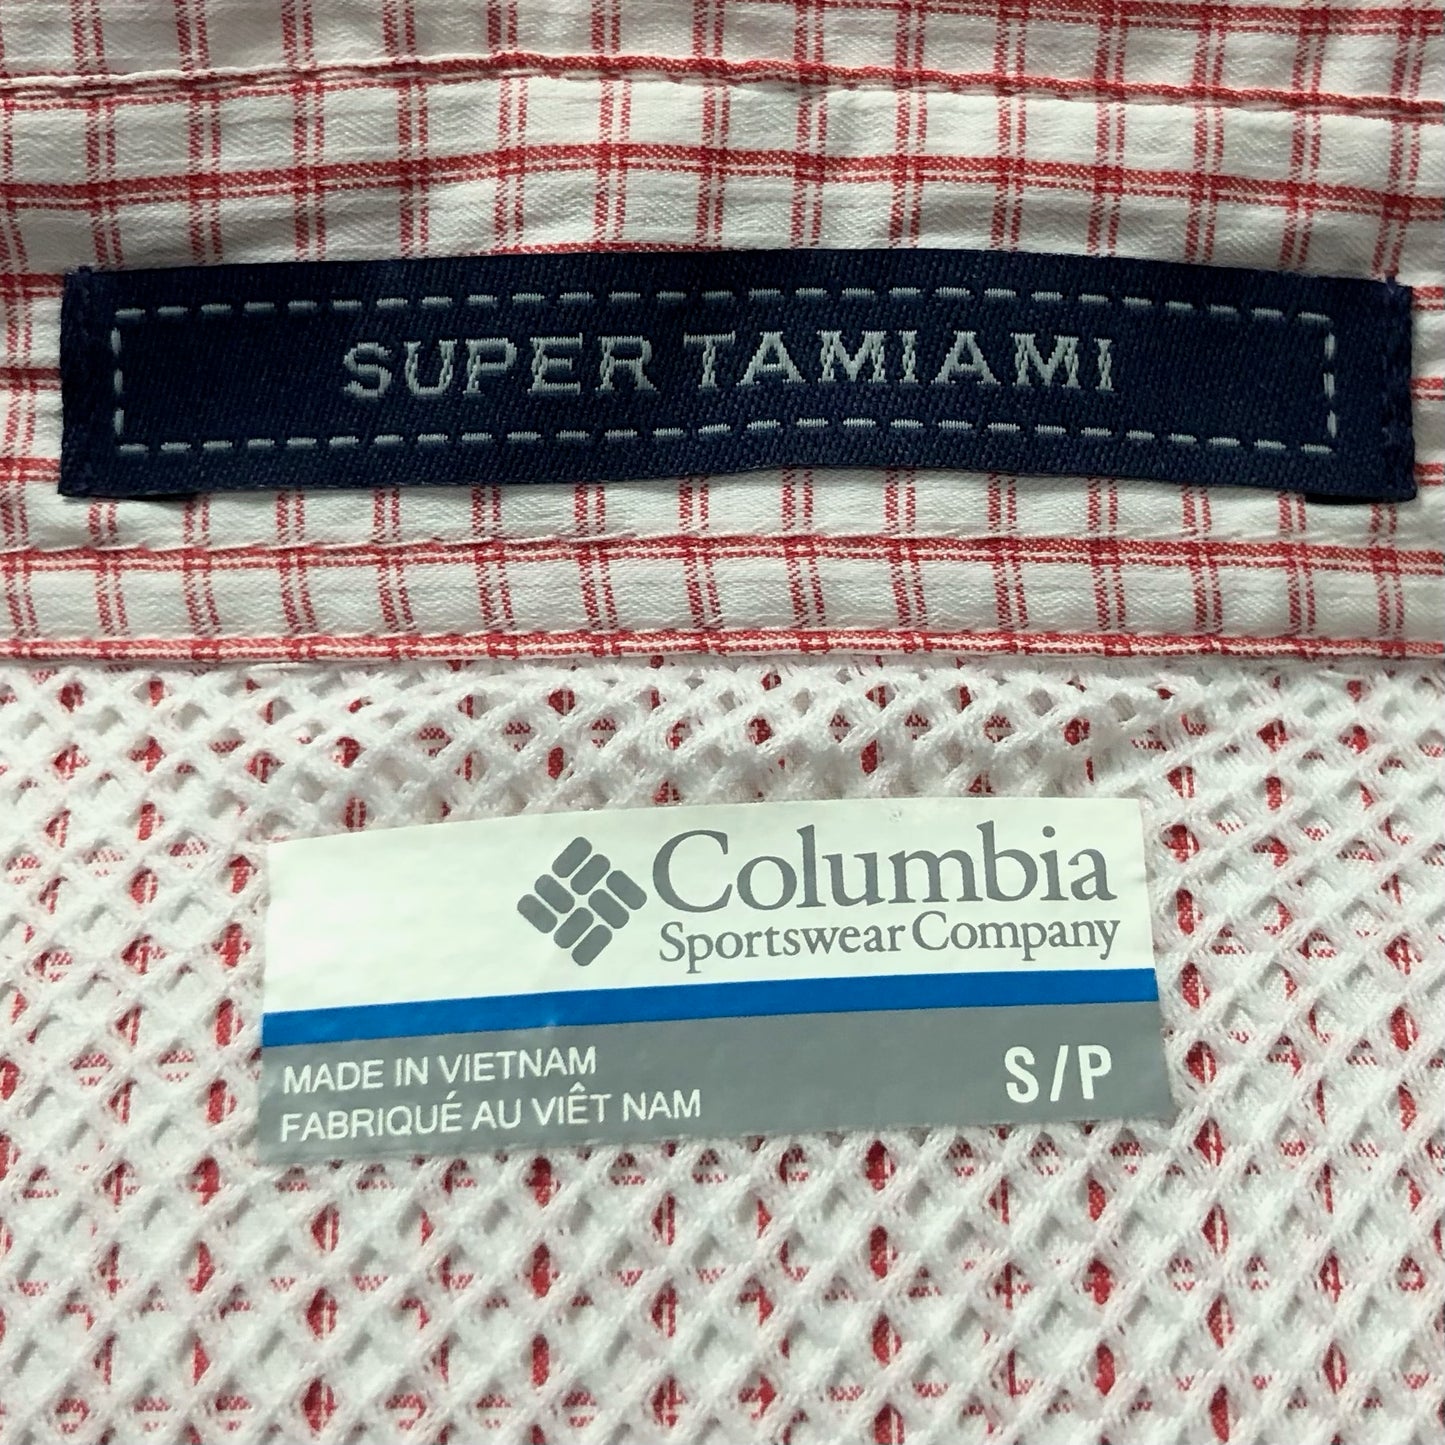 SUPER TAMIAMI
Columbia
Sportswear Company
MADE IN VIETNAM
FABRIQUÉ AU VIÊT NAM
S/P